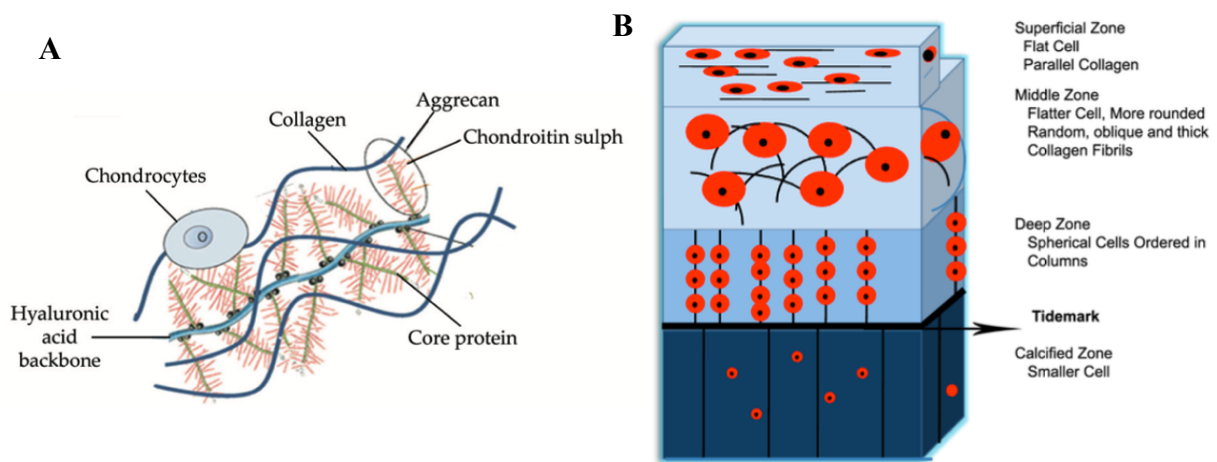 A
Aggrecan
Collagen
Chondroitin sulph
Chondrocytes
Hyaluronic
acid
backbone
Core protein
B
Superficial Zone
Flat Cell
Parallel Collagen
Middle Zone
Flatter Cell, More rounded
Random, oblique and thick
Collagen Fibrils
Deep Zone
Spherical Cells Ordered in
Columns
Tidemark
Calcified Zone
Smaller Cell